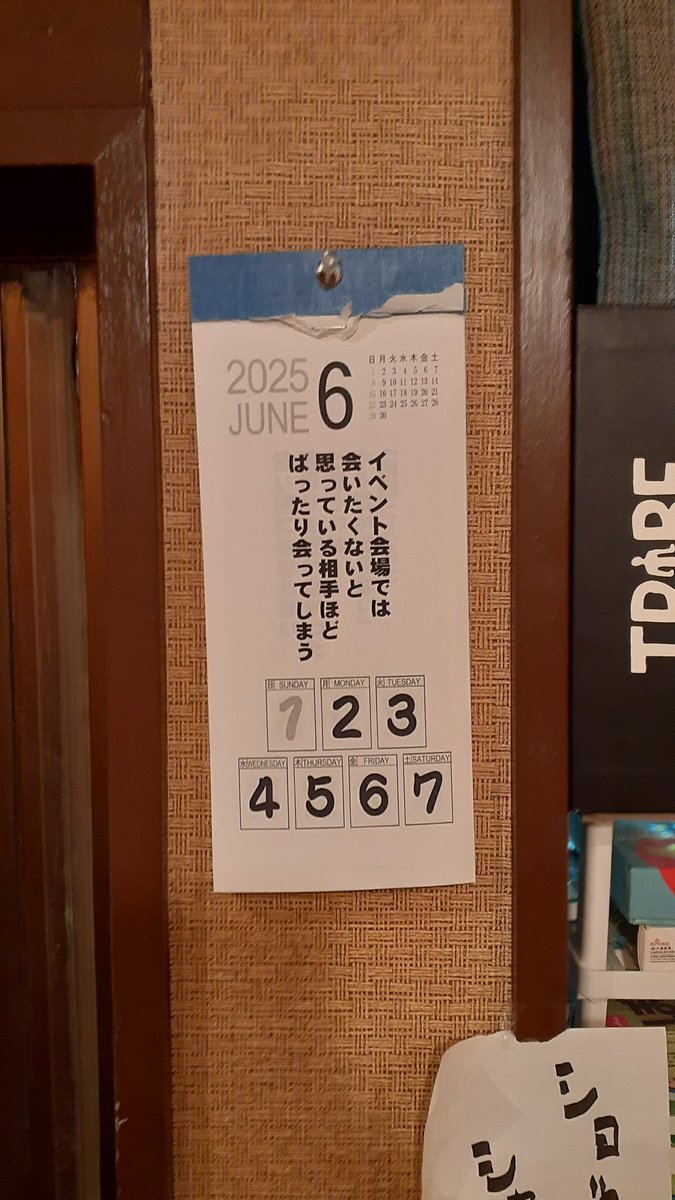 2025
JUNE
6
日 月 火 水 木 金 土
1 2 3 4 5 6 7
8 9 10 11 12 13 14
15 16 17 18 19 20 21
22 23 24 25 26 27 28
29 30
イベント会場では
会いたくないと
思っている相手ほど
ばったり会ってしまう
日 SUNDAY 月 MONDAY 火 TUESDAY
1 2 3
水 WEDNESDAY 木 THURSDAY 金 FRIDAY 土 SATURDAY
4 5 6 7
DAISO
シロ
シ